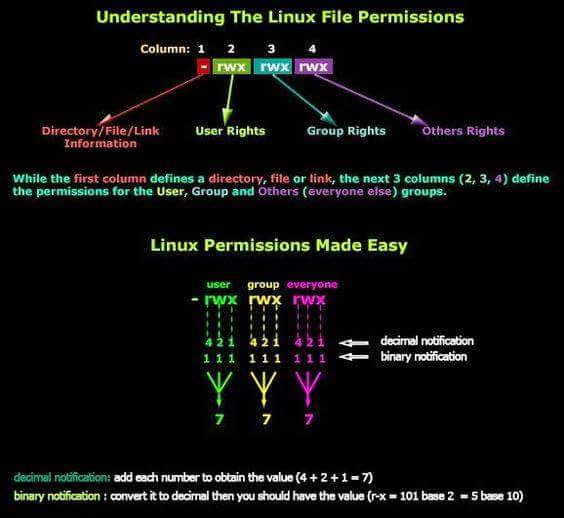 Understanding The Linux File Permissions
Column: 1 2 3 4
- rwx rwx rwx
Directory/File/Link Information
User Rights
Group Rights
Others Rights
While the first column defines a directory, file or link, the next 3 columns (2, 3, 4) define
the permissions for the User, Group and Others (everyone else) groups.
Linux Permissions Made Easy
user group everyone
- rwx rwx rwx
4 2 1 4 2 1 4 2 1 decimal notification
1 1 1 1 1 1 1 1 1 binary notification
7 7 7
decimal notification: add each number to obtain the value (4 + 2 + 1 = 7)
binary notification : convert it to decimal then you should have the value (r-x = 101 base 2 = 5 base 10)